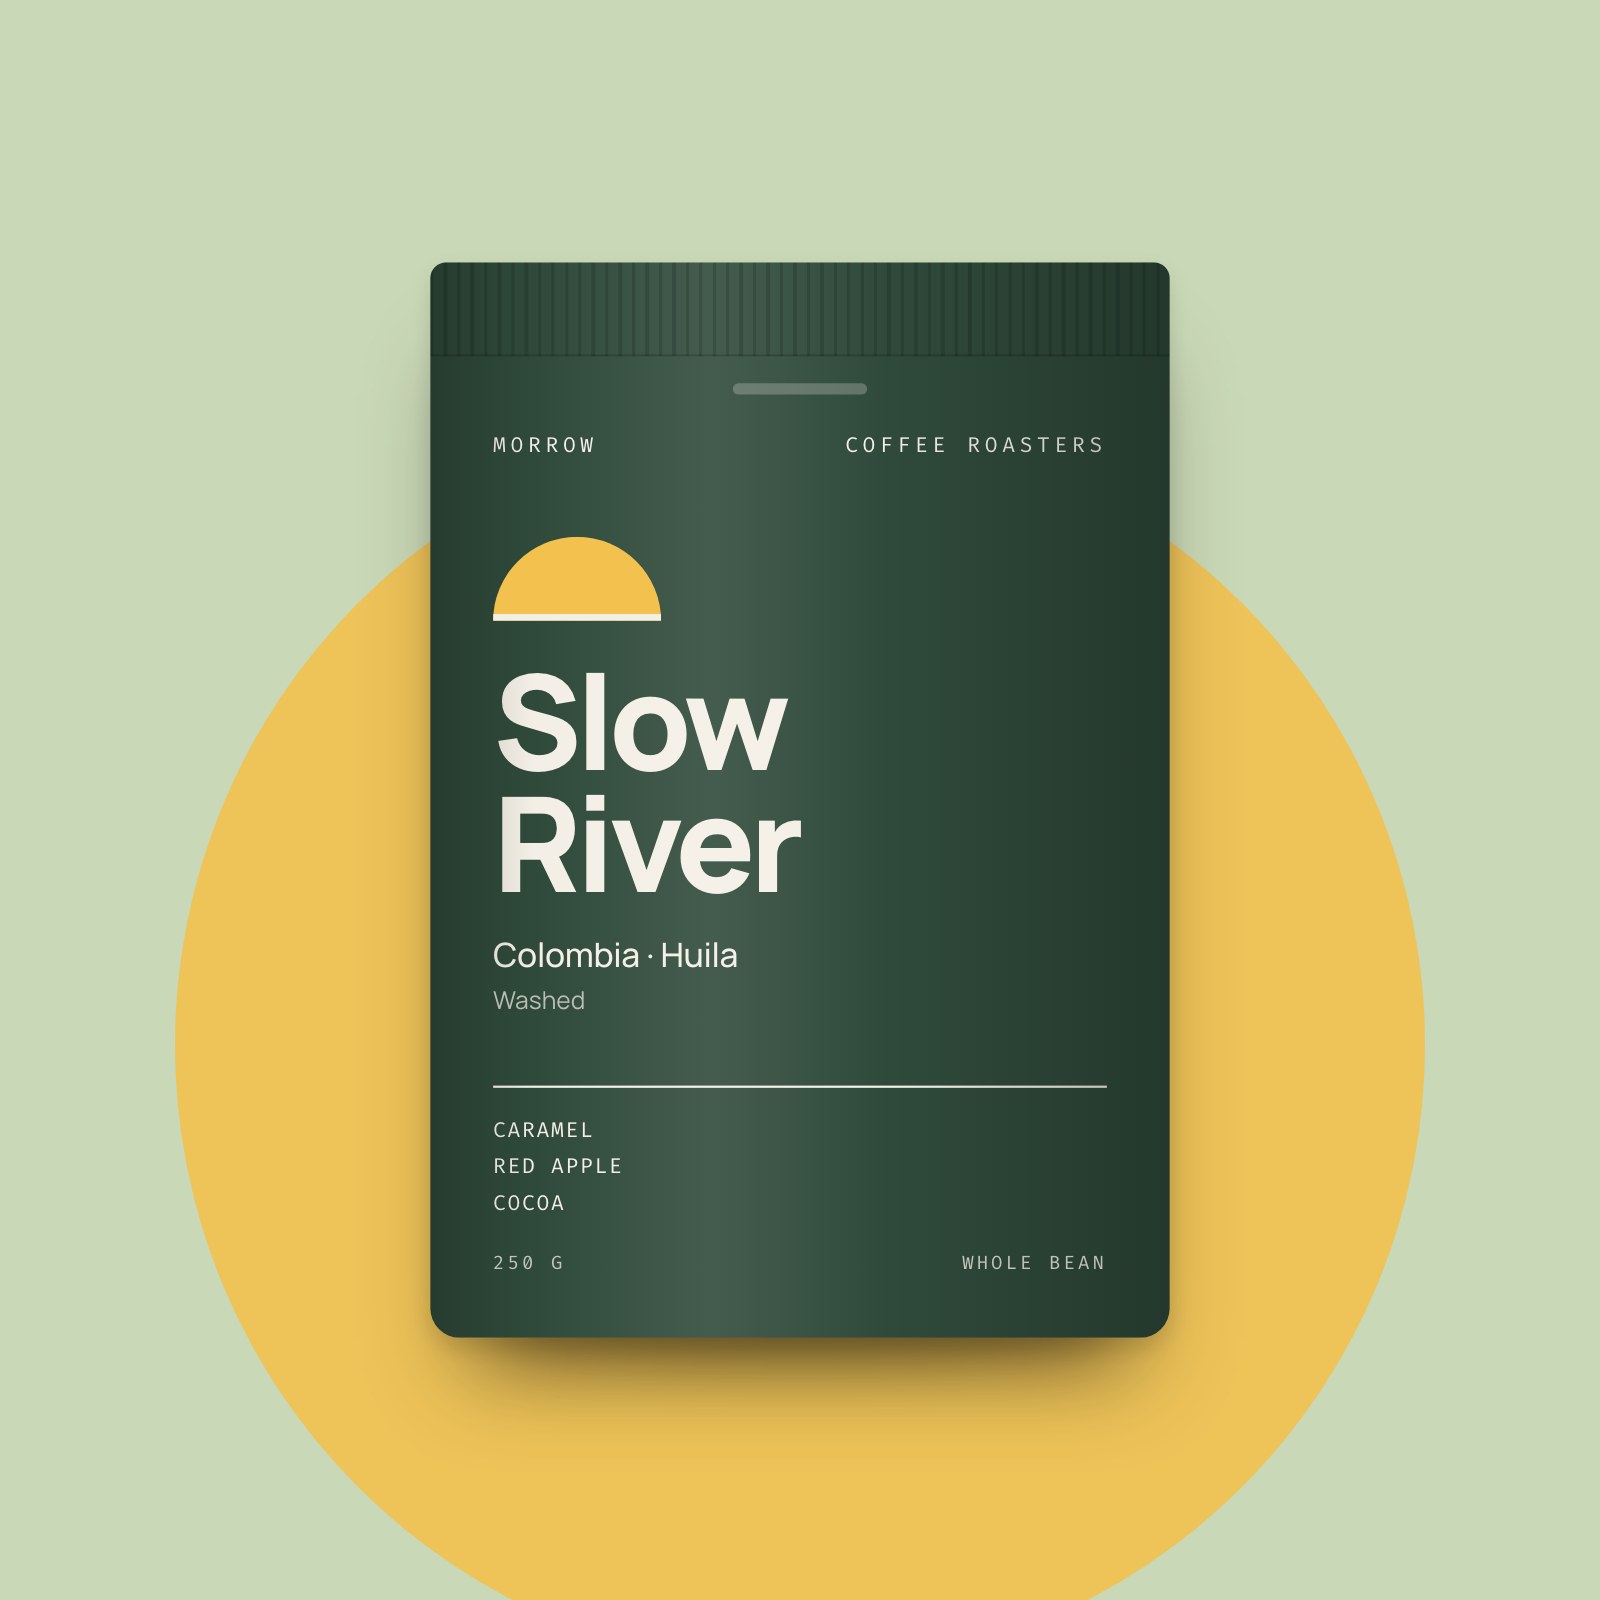 MORROW COFFEE ROASTERS
Slow
River
Colombia · Huila
Washed
CARAMEL
RED APPLE
COCOA
250 G WHOLE BEAN